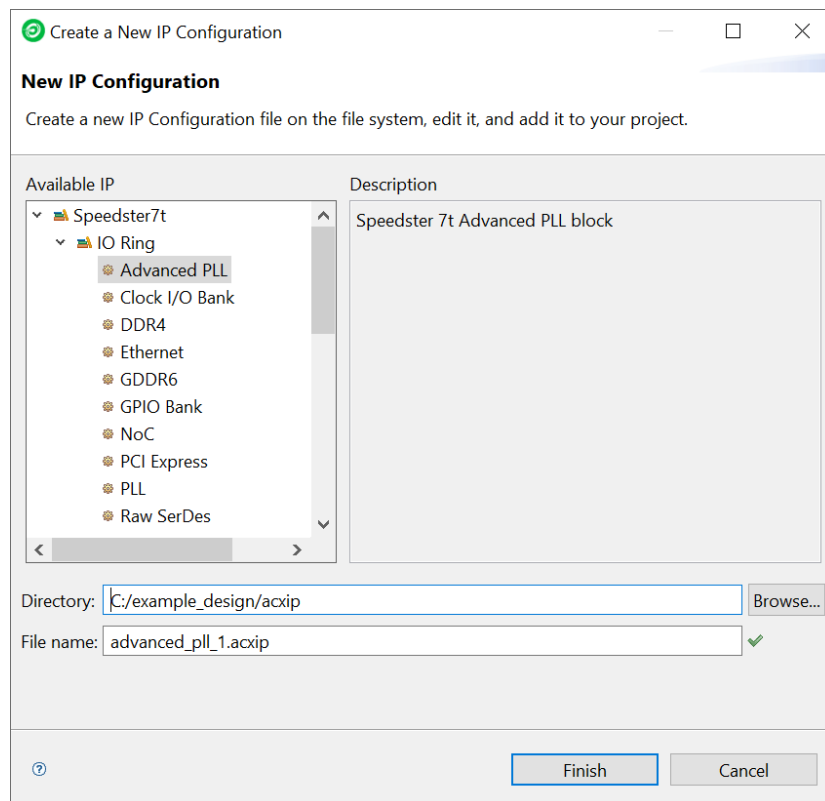 Create a New IP Configuration
New IP Configuration
Create a new IP Configuration file on the file system, edit it, and add it to your project.
Available IP
Description
Speedster7t
IO Ring
Advanced PLL
Clock I/O Bank
DDR4
Ethernet
GDDR6
GPIO Bank
NoC
PCI Express
PLL
Raw SerDes
Speedster 7t Advanced PLL block
Directory: C:/example_design/acxip Browse...
File name: advanced_pll_1.acxip
? Finish Cancel